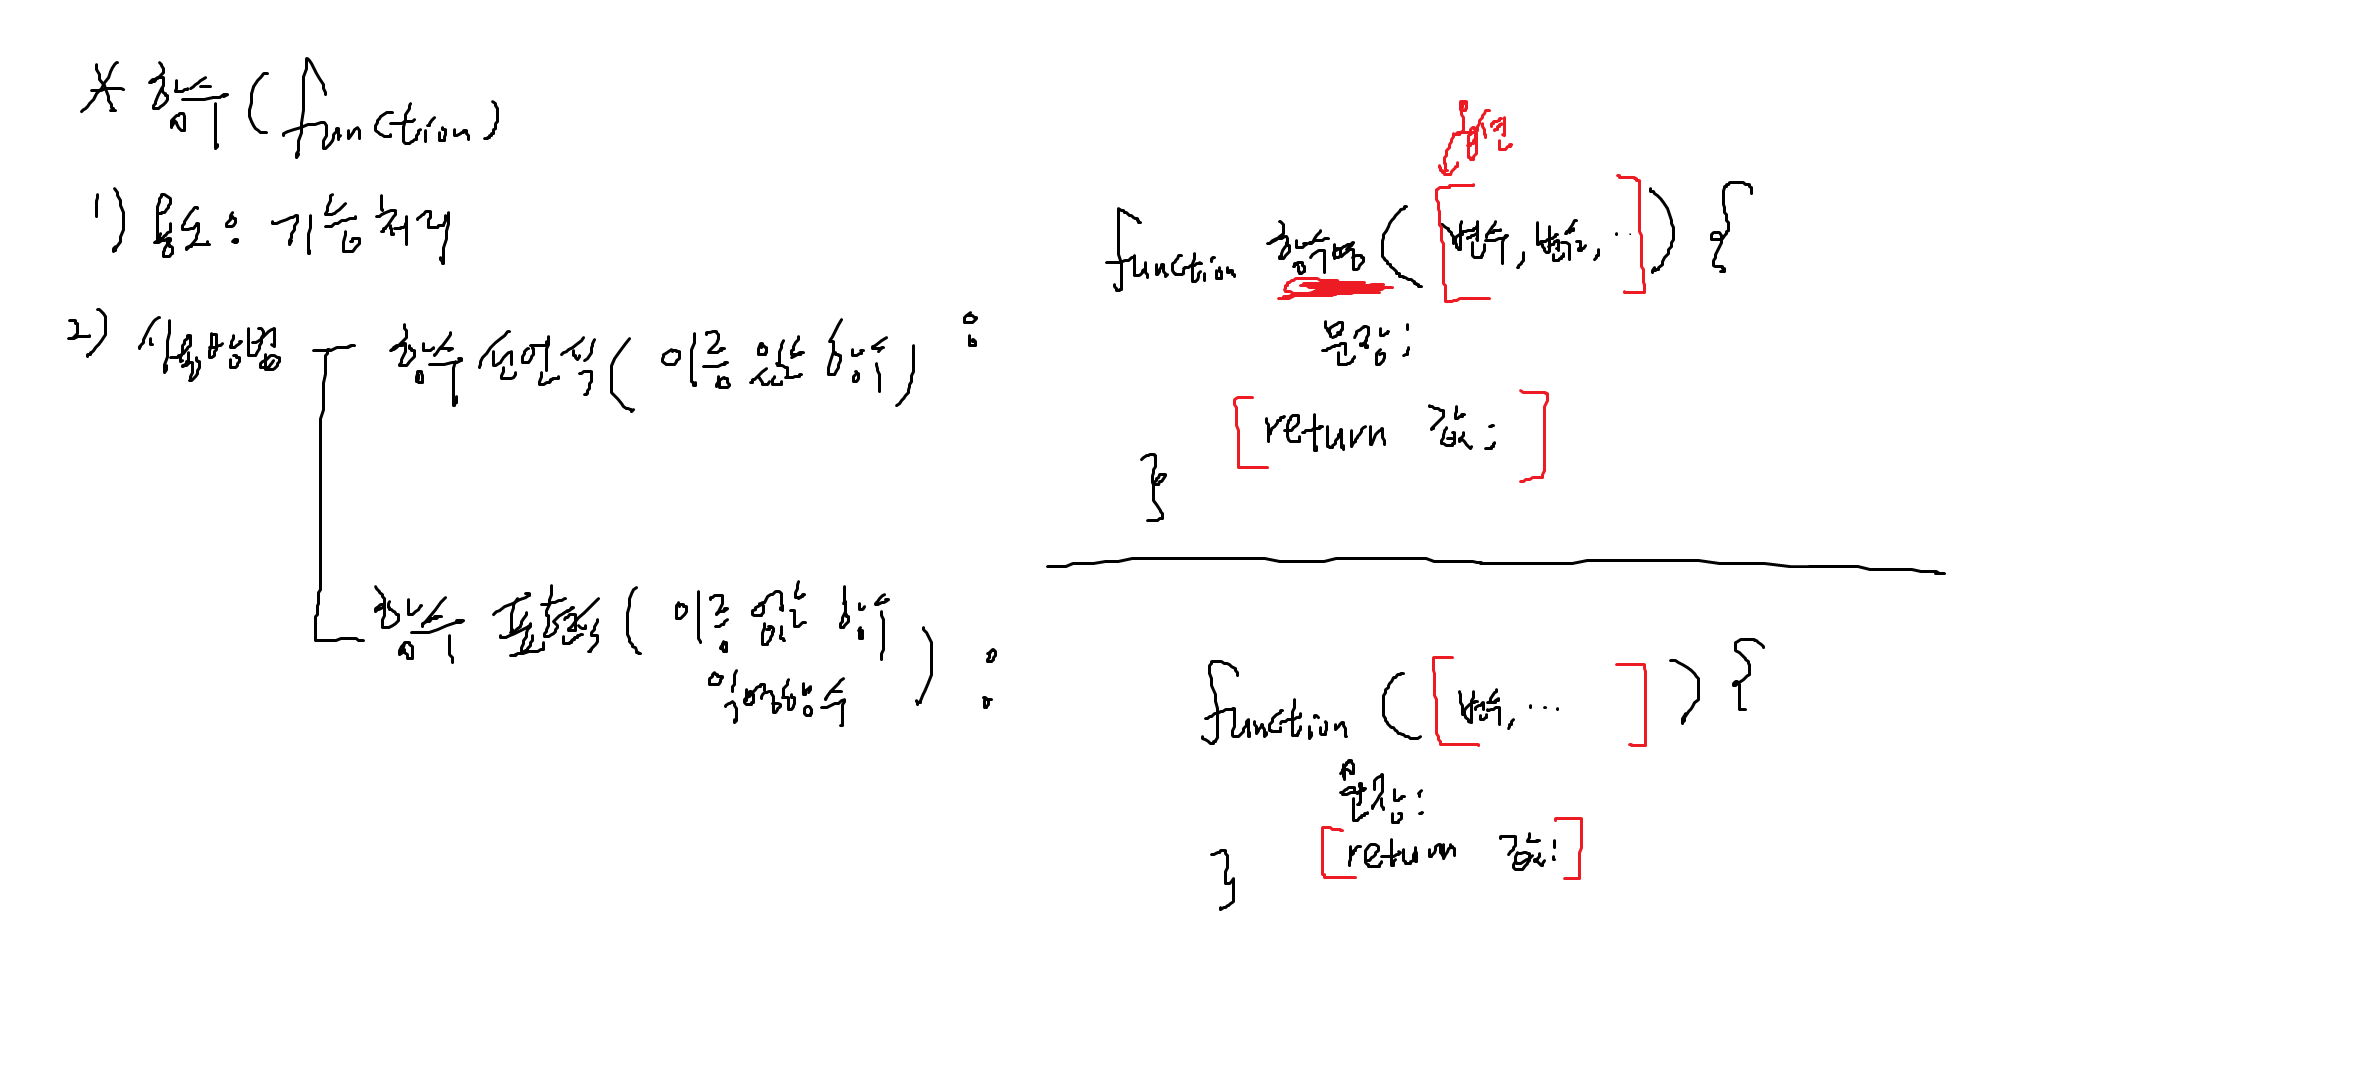 * 함수(function)
1) 용도: 기능 처리
2) 사용방법
함수 선언식( 이름 있는 함수) :
function 함수명([변수, 변수2, ..]) {
문장;
[return 값;]
}
함수 표현식( 이름 없는 함수
익명함수) :
function ([변수, ...]) {
문장;
[return 값;]
}